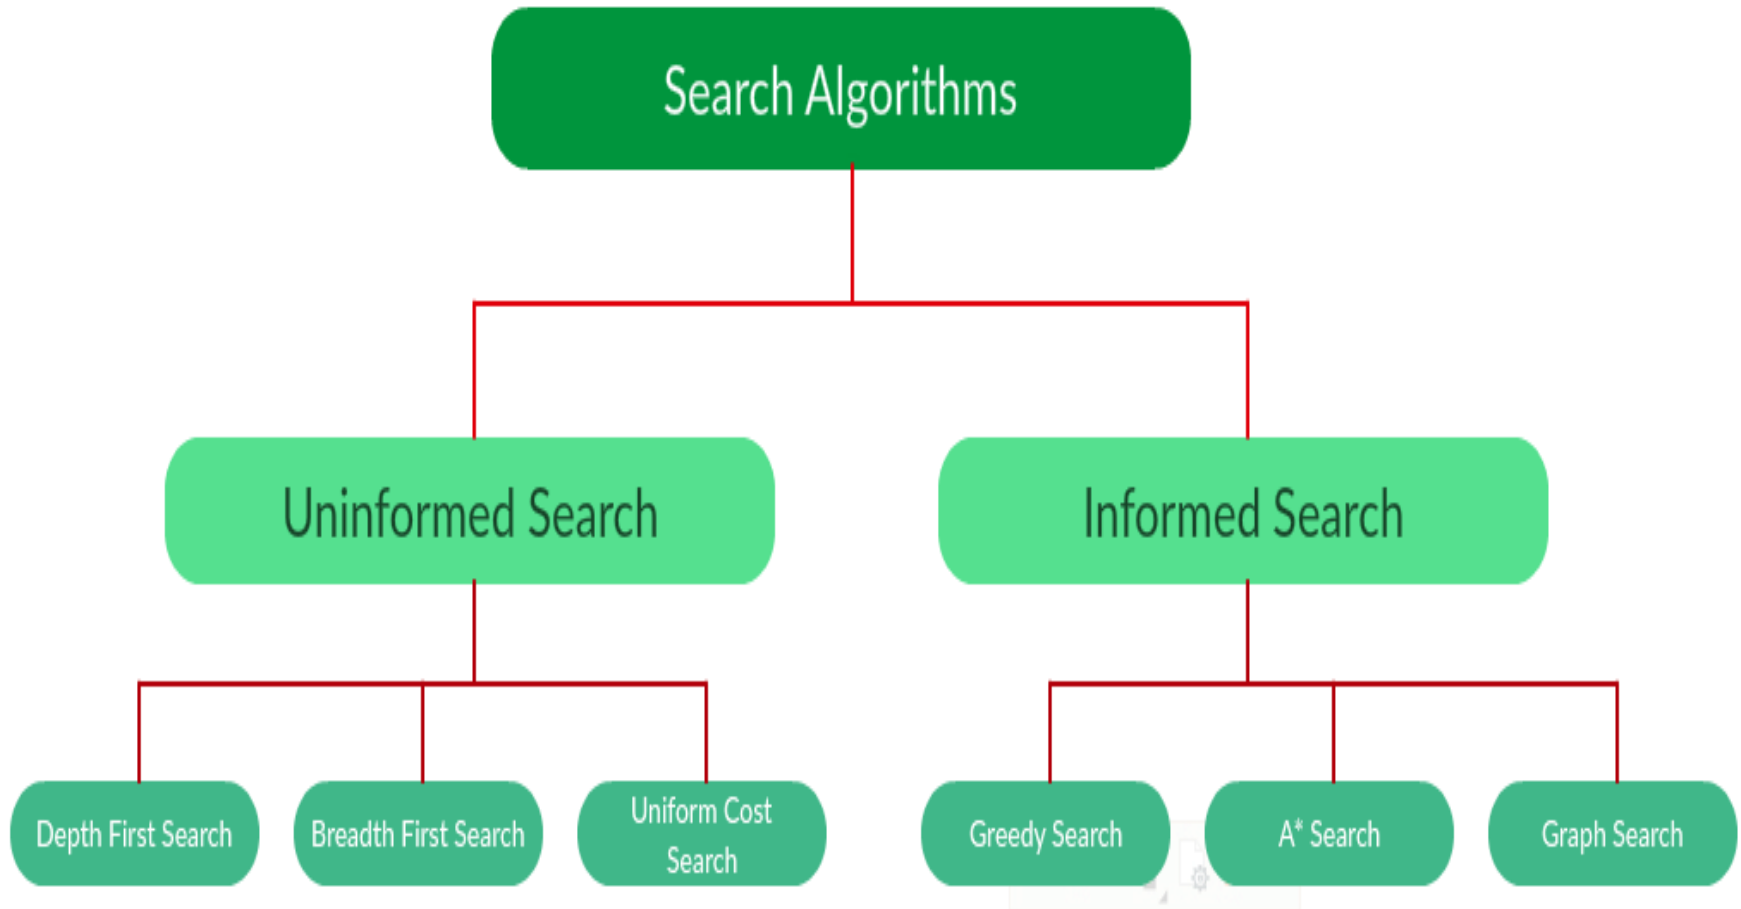 Search Algorithms
Uninformed Search
Informed Search
Depth First Search
Breadth First Search
Uniform Cost
Search
Greedy Search
A* Search
Graph Search